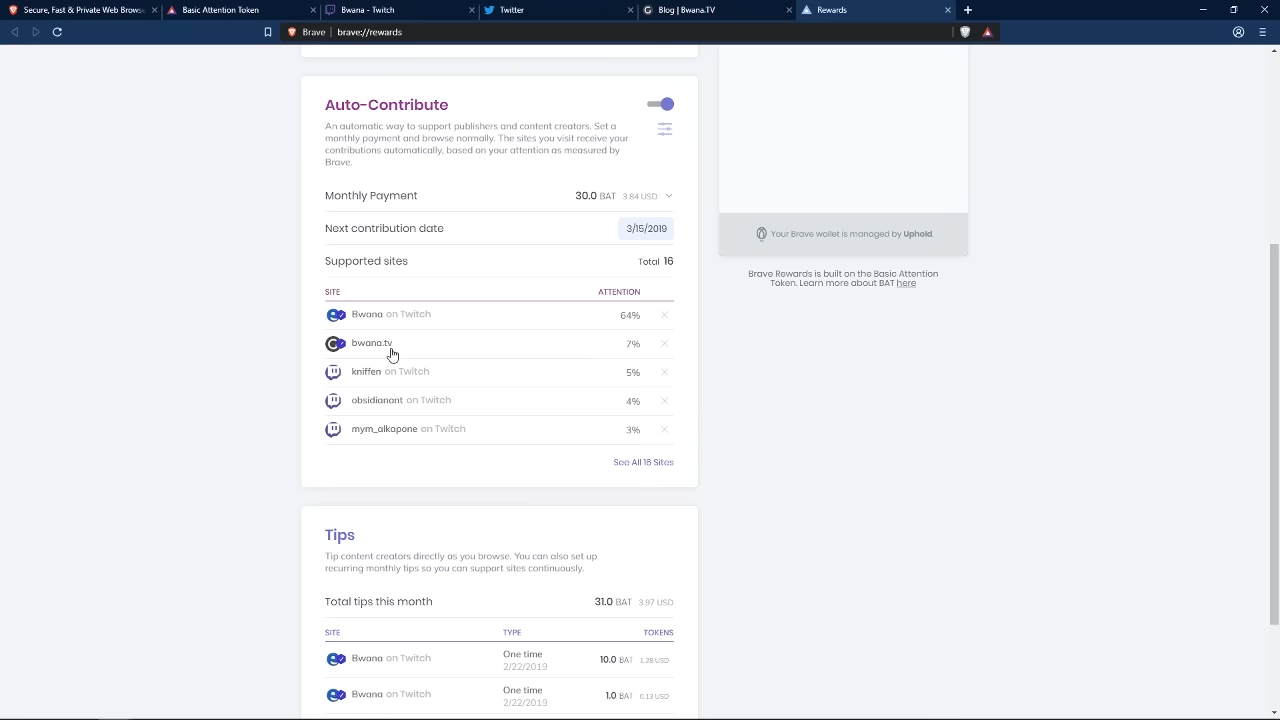 Secure, Fast & Private Web Brows
Basic Attention Token
Bwana - Twitch
Twitter
Blog | Bwana.TV
Rewards
Brave
brave://rewards
Auto-Contribute
An automatic way to support publishers and content creators. Set a
monthly payment and browse normally. The sites you visit receive your
contributions automatically, based on your attention as measured by
Brave.
Monthly Payment 30.0 BAT 3.84 USD
Next contribution date 3/15/2019
Supported sites Total 16
SITE ATTENTION
Bwana on Twitch 64%
bwana.tv 7%
kniffen on Twitch 5%
obsidianant on Twitch 4%
mym_alkapone on Twitch 3%
See All 16 Sites
Your Brave wallet is managed by Uphold.
Brave Rewards is built on the Basic Attention
Token. Learn more about BAT here
Tips
Tip content creators directly as you browse. You can also set up
recurring monthly tips so you can support sites continuously.
Total tips this month 31.0 BAT 3.97 USD
SITE TYPE TOKENS
Bwana on Twitch One time 10.0 BAT 1.28 USD
2/22/2019
Bwana on Twitch One time 1.0 BAT 0.13 USD
2/22/2019